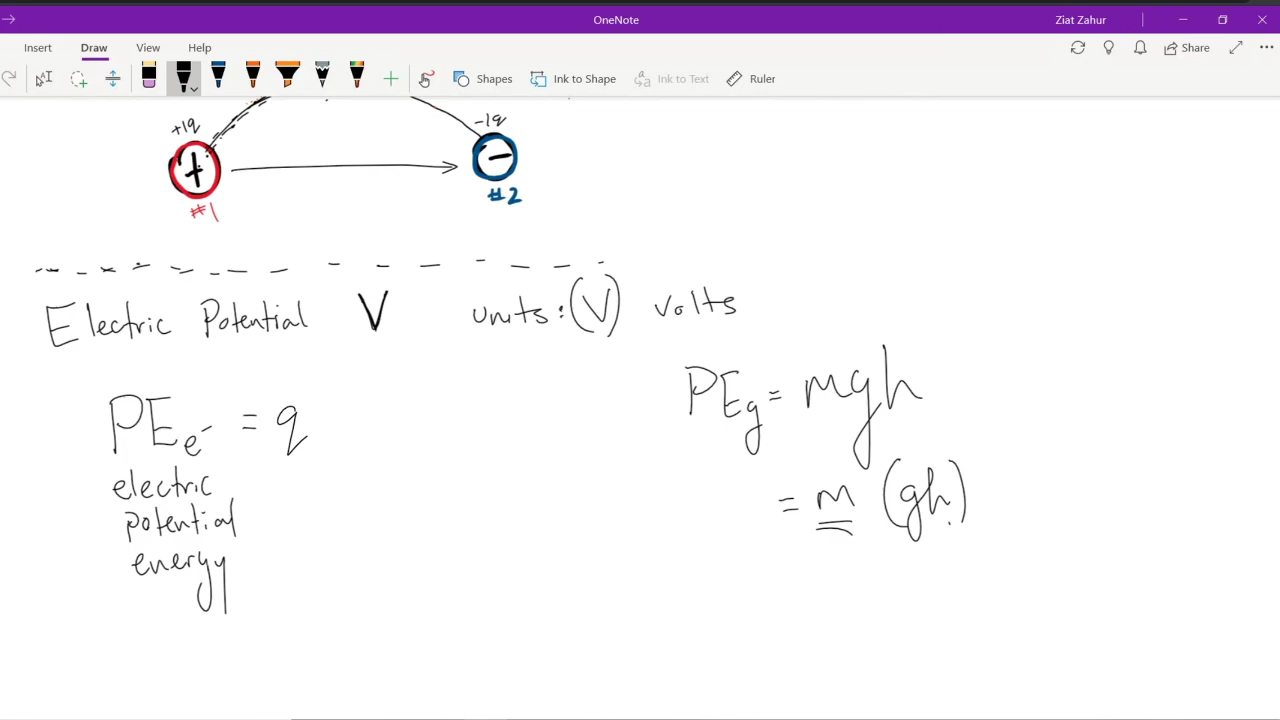 OneNote
Ziat Zahur
Insert Draw View Help
Share
Shapes Ink to Shape Ink to Text Ruler
+1q -1q
+ -
#1 #2
Electric Potential V units: (V) volts
PEg = mgh
PEe- = q
= m (gh)
electric
potential
energy